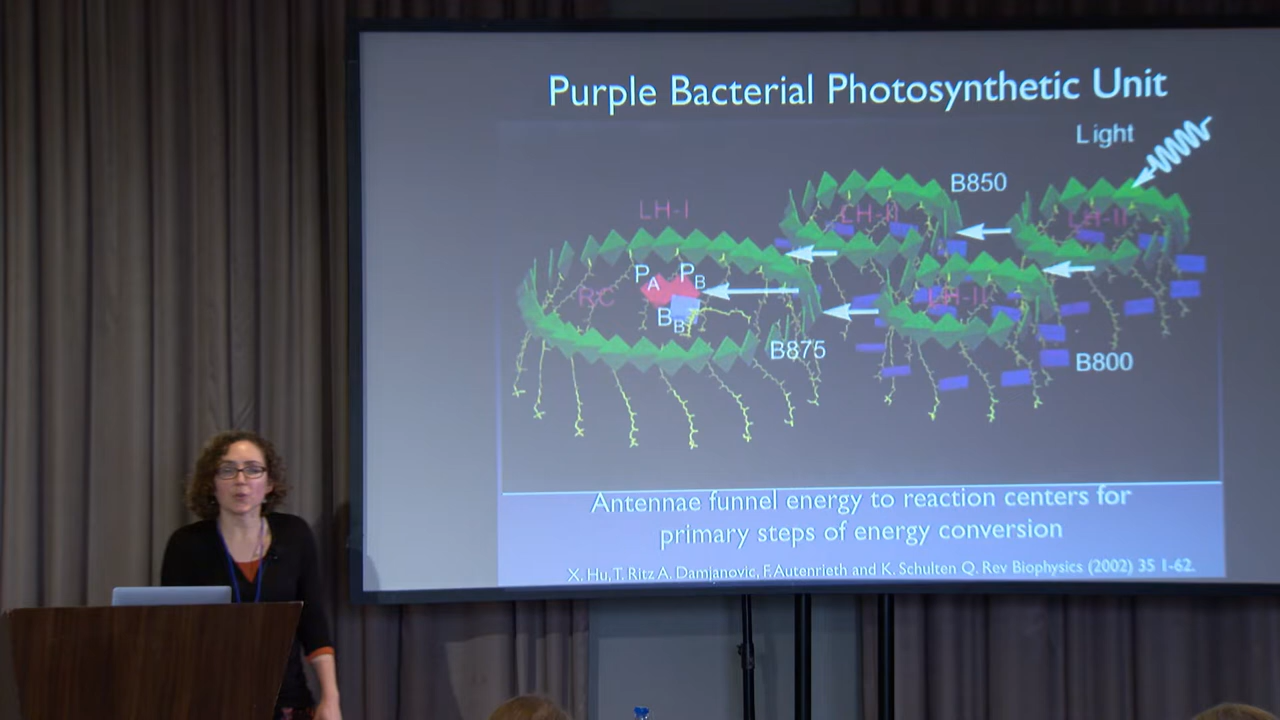 Purple Bacterial Photosynthetic Unit
Light
B850
LH-I
LH-II
LH-II
PA
PB
RC
LH-II
BB
B875
B800
Antennae funnel energy to reaction centers for
primary steps of energy conversion
X. Hu, T. Ritz A. Damjanovic, F. Autenrieth and K. Schulten Q. Rev Biophysics (2002) 35 1-62.